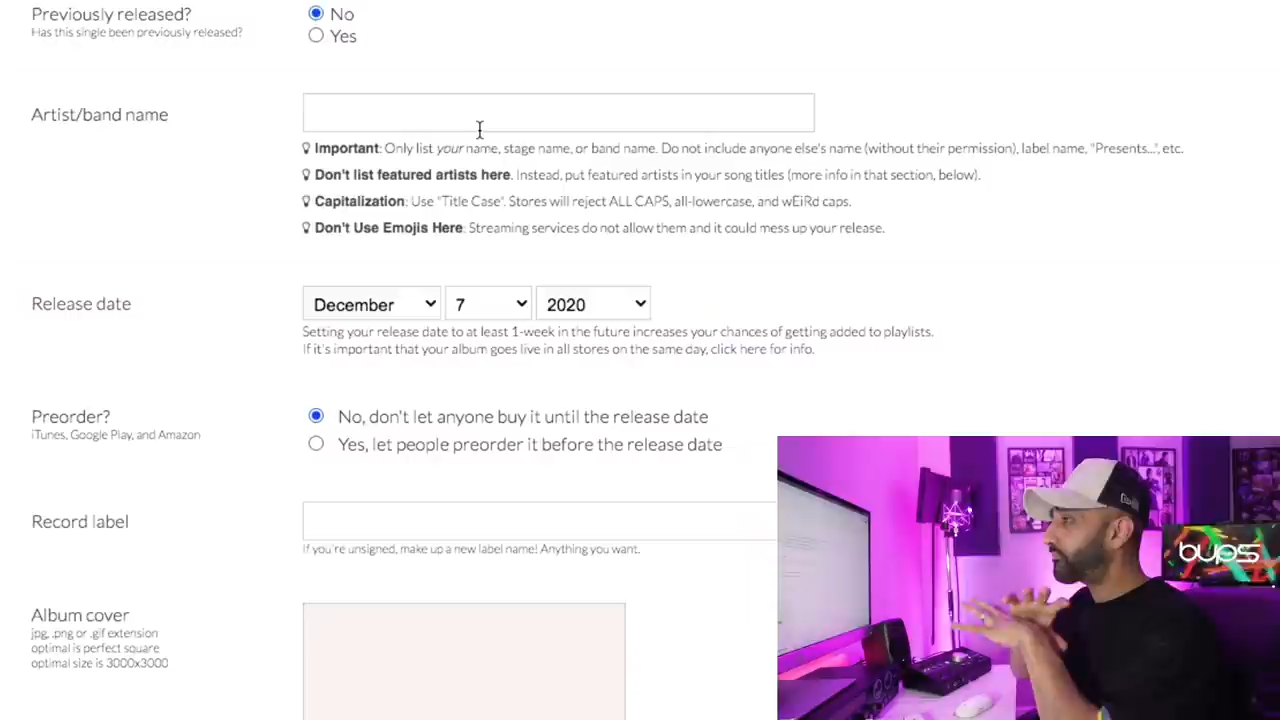 Previously released?
Has this single been previously released?
No
Yes
Artist/band name
Important: Only list your name, stage name, or band name. Do not include anyone else's name (without their permission), label name, "Presents...", etc.
Don't list featured artists here. Instead, put featured artists in your song titles (more info in that section, below).
Capitalization: Use "Title Case". Stores will reject ALL CAPS, all-lowercase, and wEiRd caps.
Don't Use Emojis Here: Streaming services do not allow them and it could mess up your release.
Release date
December 7 2020
Setting your release date to at least 1-week in the future increases your chances of getting added to playlists.
If it's important that your album goes live in all stores on the same day, click here for info.
Preorder?
iTunes, Google Play, and Amazon
No, don't let anyone buy it until the release date
Yes, let people preorder it before the release date
Record label
If you're unsigned, make up a new label name! Anything you want.
Album cover
jpg, .png or .gif extension
optimal is perfect square
optimal size is 3000x3000
bups